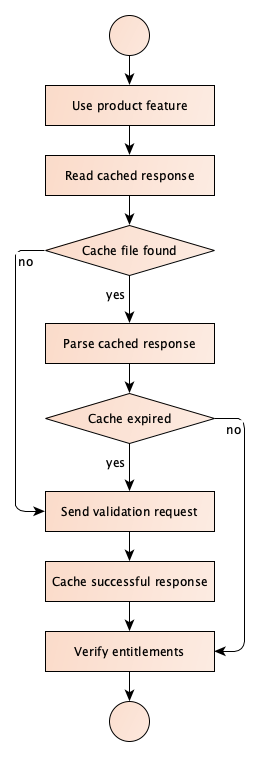 Use product feature
Read cached response
Cache file found
no
yes
Parse cached response
Cache expired
no
yes
Send validation request
Cache successful response
Verify entitlements